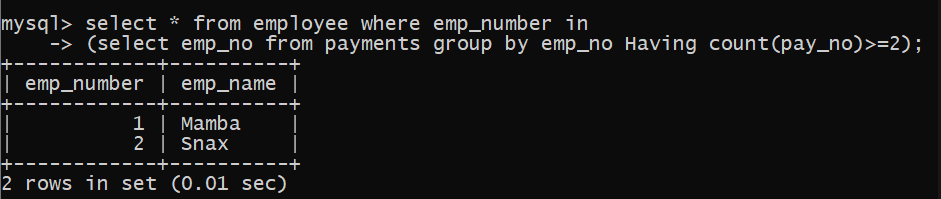 mysql> select * from employee where emp_number in
    -> (select emp_no from payments group by emp_no Having count(pay_no)>=2);
+------------+----------+
| emp_number | emp_name |
+------------+----------+
|          1 | Mamba    |
|          2 | Snax     |
+------------+----------+
2 rows in set (0.01 sec)